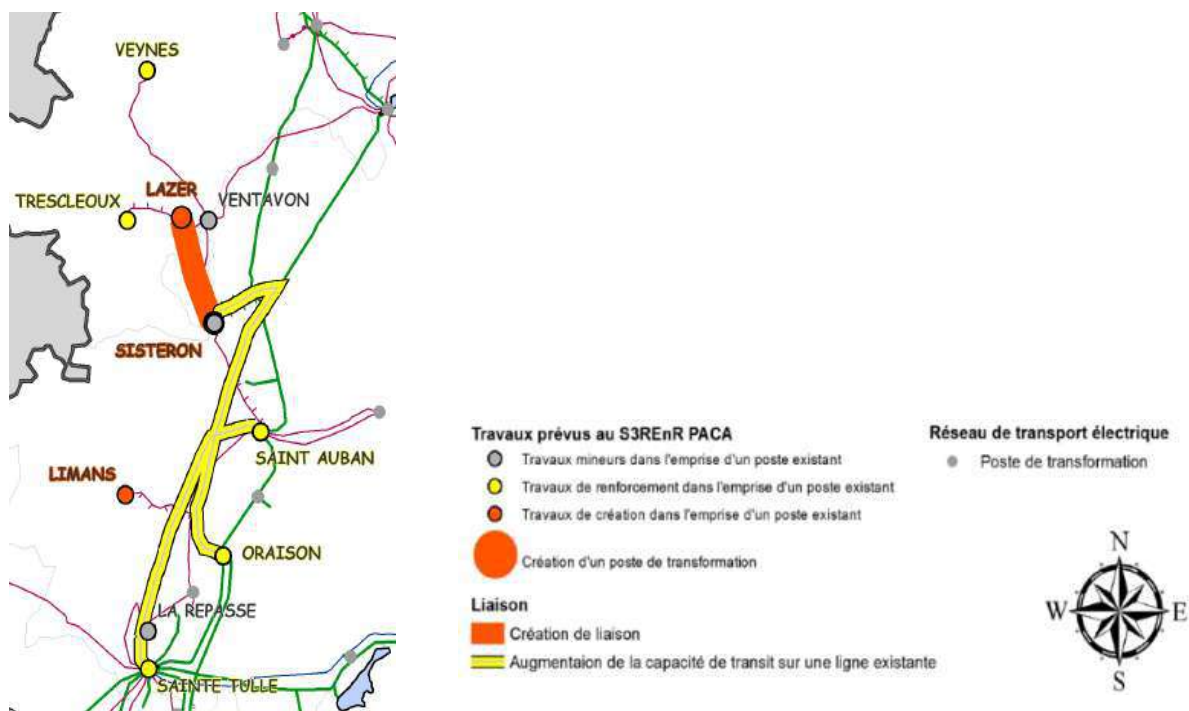 VEYNES
LAZER
TRESCLEOUX
VENTAVON
SISTERON
SAINT AUBAN
LIMANS
ORAISON
LA REPASSE
SAINTE TULLE
Travaux prévus au S3REnR PACA
Travaux mineurs dans l'emprise d'un poste existant
Travaux de renforcement dans l'emprise d'un poste existant
Travaux de création dans l'emprise d'un poste existant
Création d'un poste de transformation
Liaison
Création de liaison
Augmentaion de la capacité de transit sur une ligne existante
Réseau de transport électrique
Poste de transformation
N
W E
S